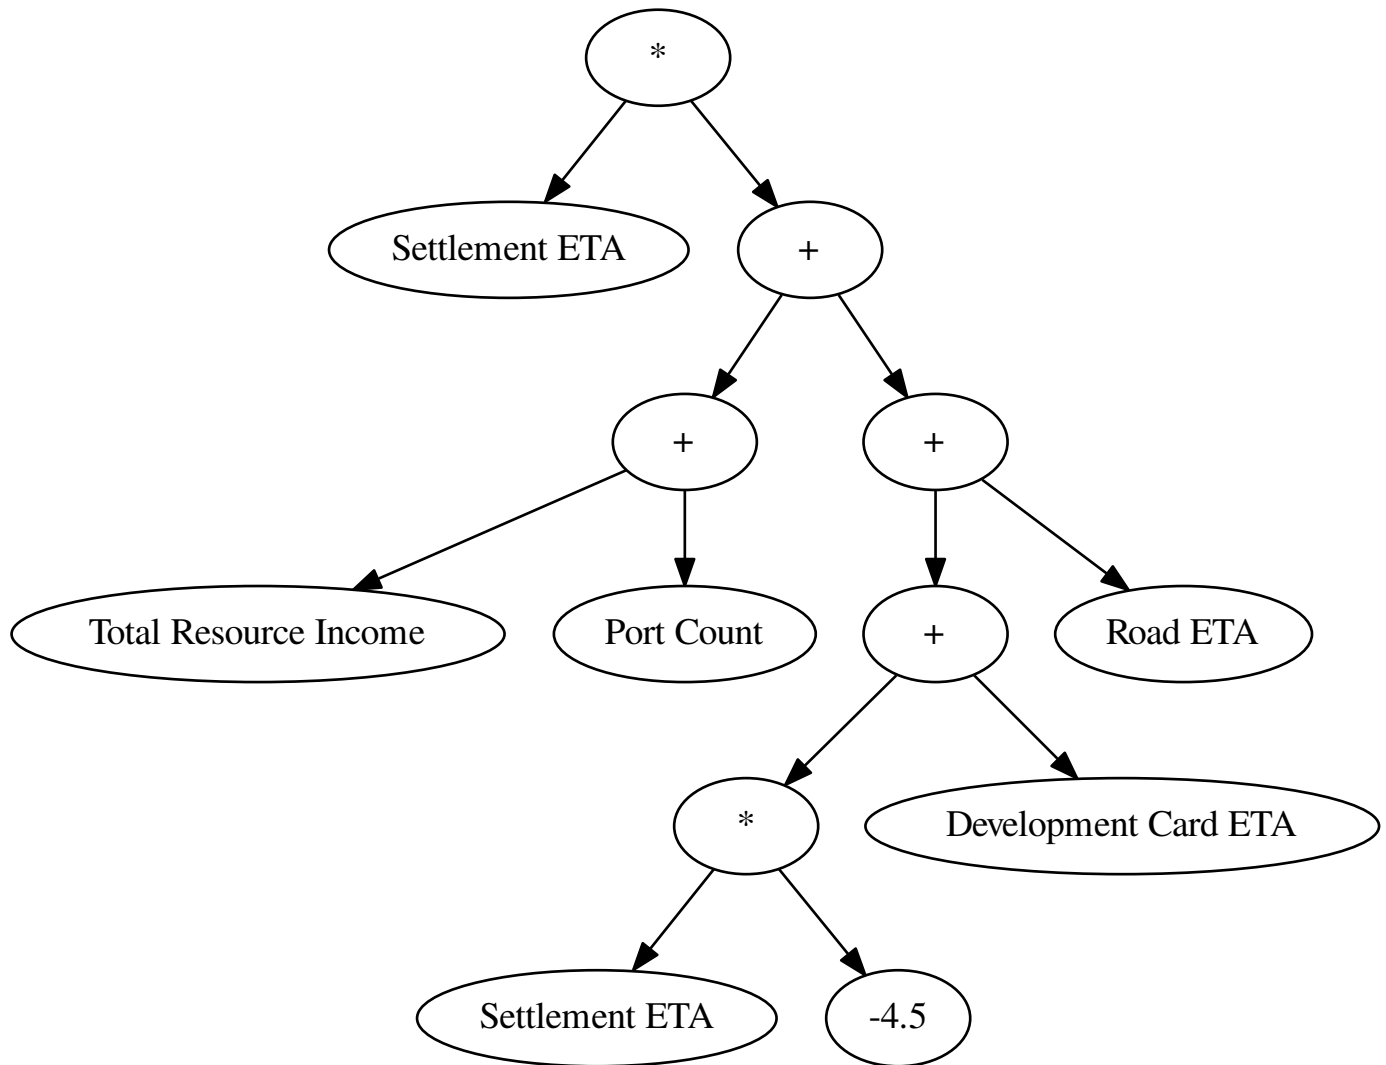 *
Settlement ETA
+
+
+
Total Resource Income
Port Count
+
Road ETA
*
Development Card ETA
Settlement ETA
-4.5